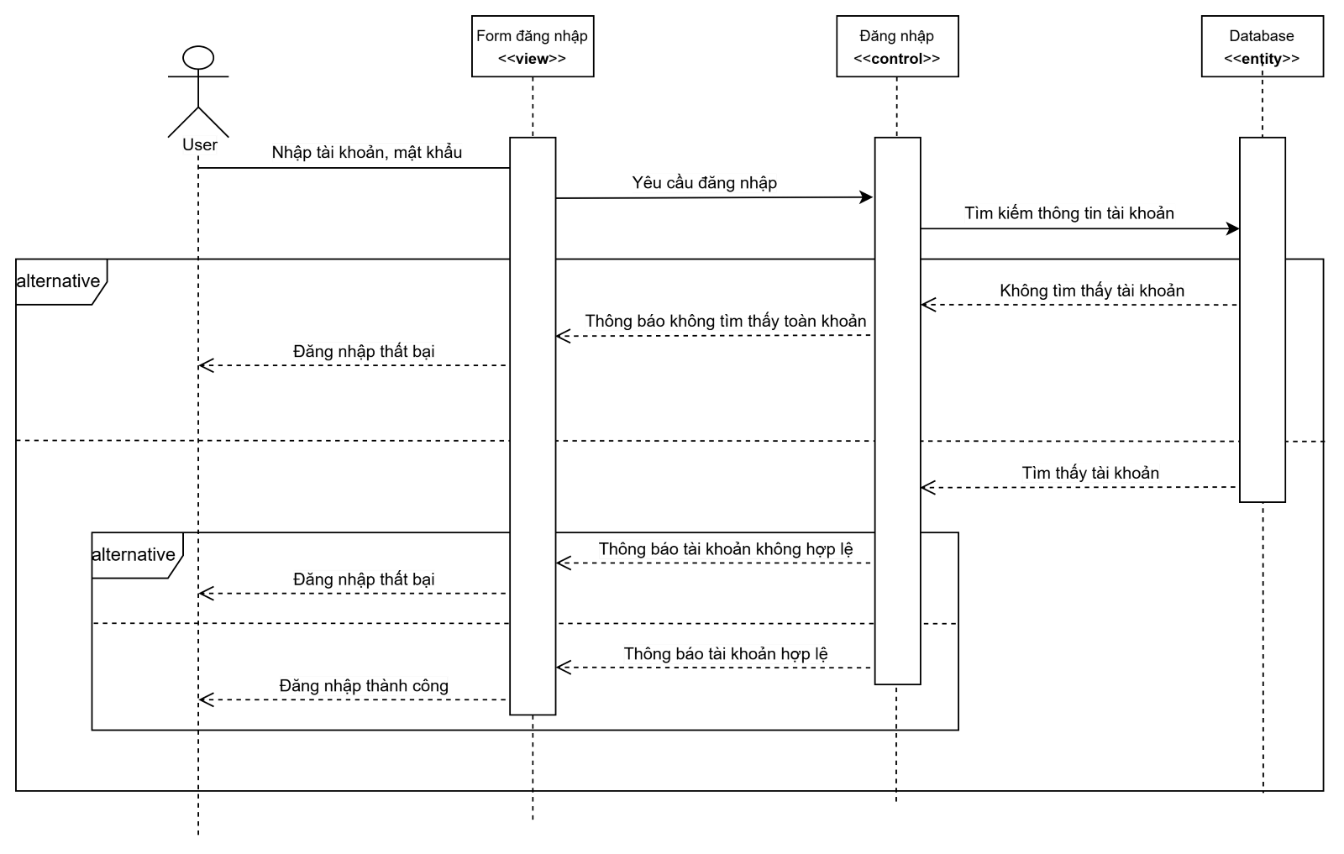 Form đăng nhập
<<view>>
Đăng nhập
<<control>>
Database
<<entity>>
User
Nhập tài khoản, mật khẩu
Yêu cầu đăng nhập
Tìm kiếm thông tin tài khoản
alternative
Không tìm thấy tài khoản
Thông báo không tìm thấy toàn khoản
Đăng nhập thất bại
Tìm thấy tài khoản
alternative
Thông báo tài khoản không hợp lệ
Đăng nhập thất bại
Thông báo tài khoản hợp lệ
Đăng nhập thành công